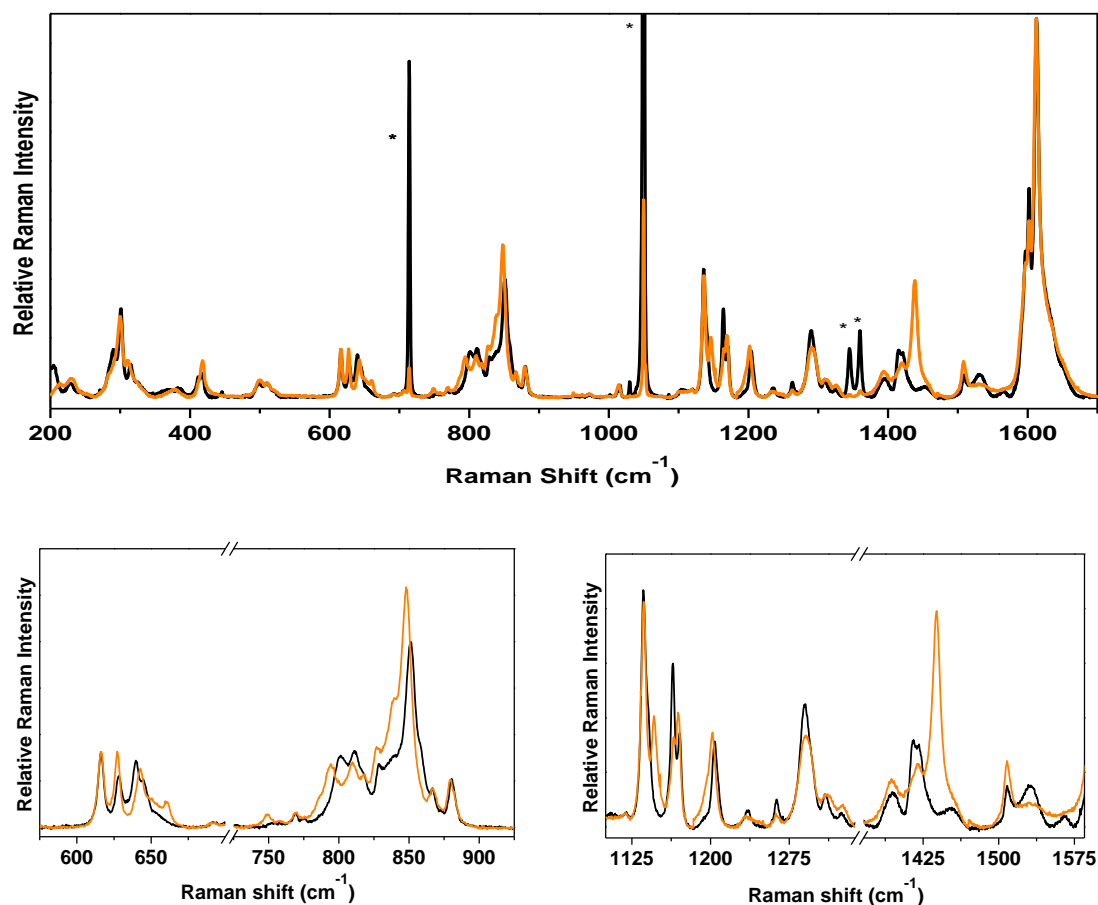 Relative Raman Intensity
*
*
* *
200 400 600 800 1000 1200 1400 1600
Raman Shift (cm-1)
Relative Raman Intensity
600 650 750 800 850 900
Raman shift (cm-1)
Relative Raman Intensity
1125 1200 1275 1425 1500 1575
Raman shift (cm-1)